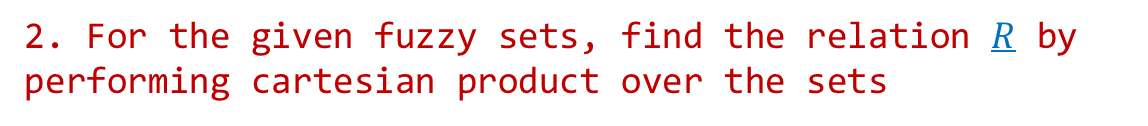 2. For the given fuzzy sets, find the relation R by
performing cartesian product over the sets